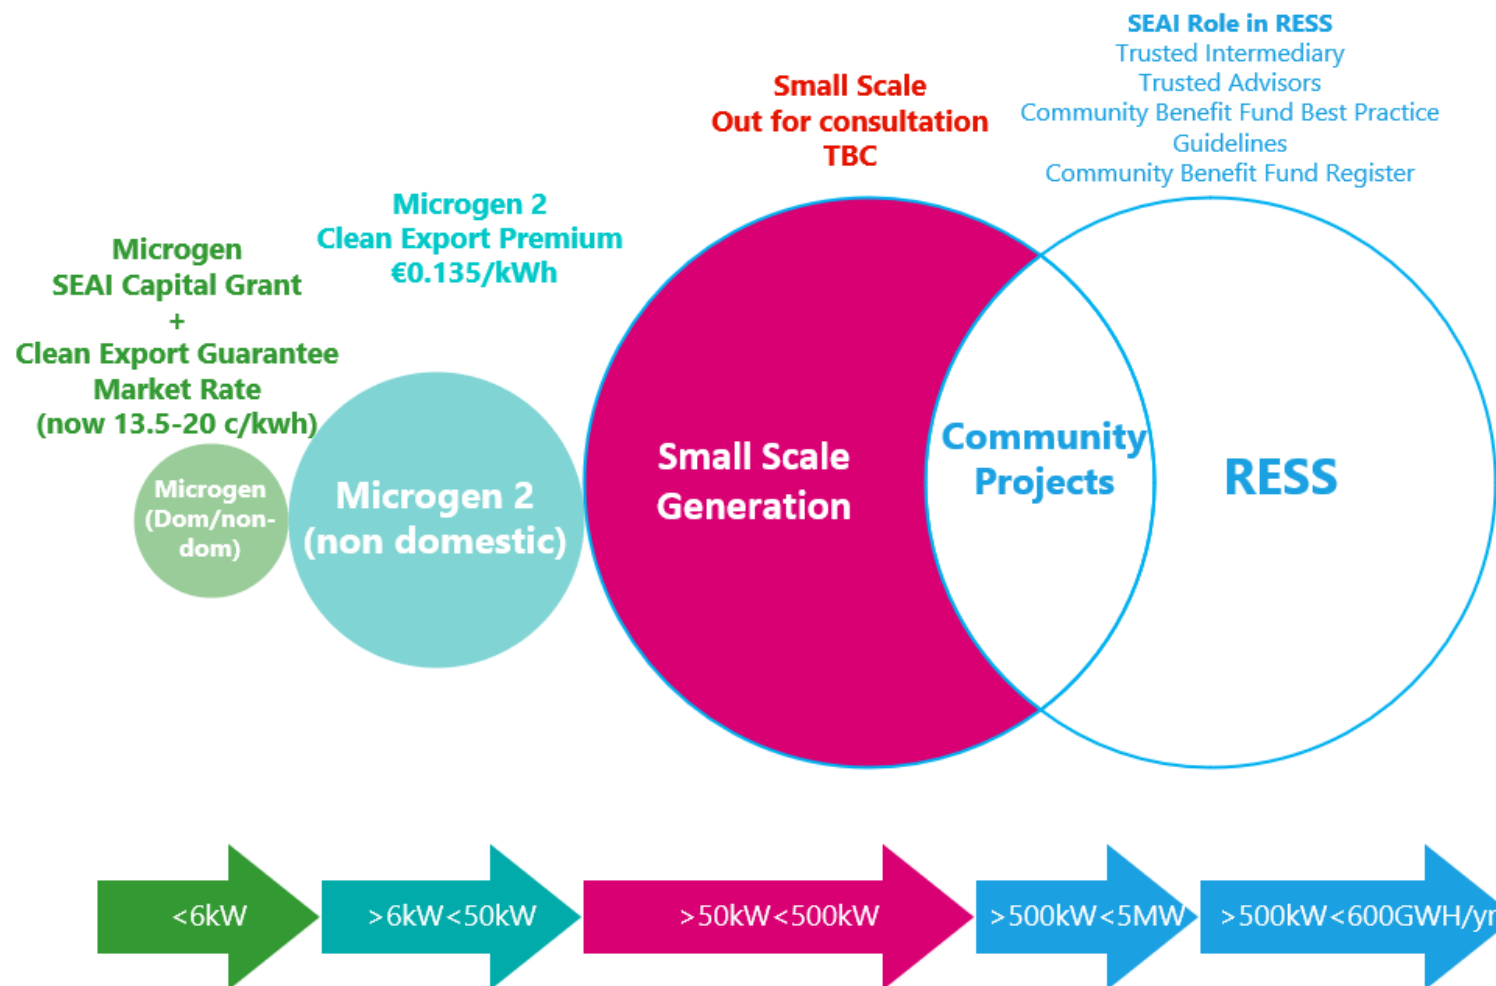 SEAI Role in RESS
Trusted Intermediary
Trusted Advisors
Community Benefit Fund Best Practice
Guidelines
Community Benefit Fund Register
Small Scale
Out for consultation
TBC
Microgen 2
Clean Export Premium
€0.135/kWh
Microgen
SEAI Capital Grant
+
Clean Export Guarantee
Market Rate
(now 13.5-20 c/kwh)
Microgen
(Dom/non-
dom)
Microgen 2
(non domestic)
Small Scale
Generation
Community
Projects
RESS
<6kW
>6kW<50kW
>50kW<500kW
>500kW<5MW
>500kW<600GWH/yr